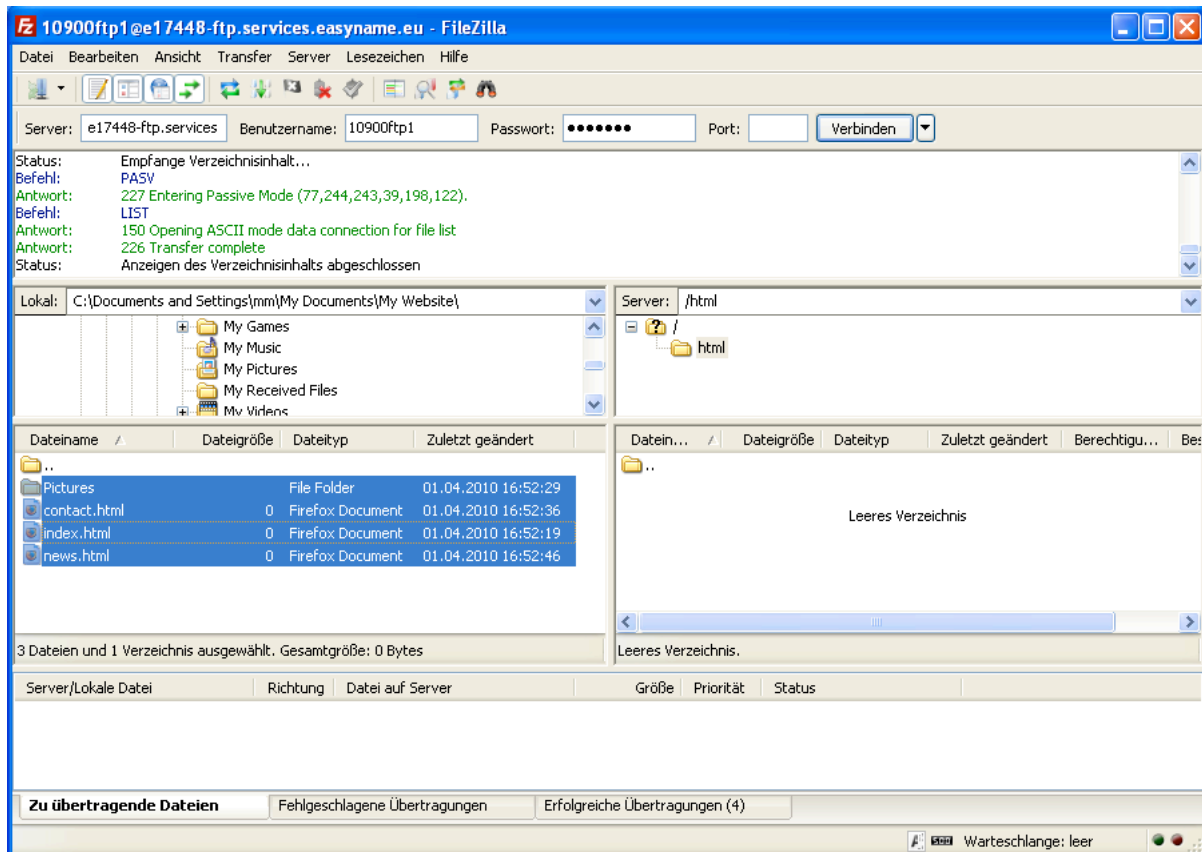 10900ftp1@e17448-ftp.services.easyname.eu - FileZilla
Datei Bearbeiten Ansicht Transfer Server Lesezeichen Hilfe
Server: e17448-ftp.services Benutzername: 10900ftp1 Passwort: ●●●●●●● Port: Verbinden
Status: Empfange Verzeichnisinhalt...
Befehl: PASV
Antwort: 227 Entering Passive Mode (77,244,243,39,198,122).
Befehl: LIST
Antwort: 150 Opening ASCII mode data connection for file list
Antwort: 226 Transfer complete
Status: Anzeigen des Verzeichnisinhalts abgeschlossen
Lokal: C:\Documents and Settings\mm\My Documents\My Website\
My Games
My Music
My Pictures
My Received Files
My Videos
Server: /html
/
html
Dateiname Dateigröße Dateityp Zuletzt geändert
..
Pictures File Folder 01.04.2010 16:52:29
contact.html 0 Firefox Document 01.04.2010 16:52:36
index.html 0 Firefox Document 01.04.2010 16:52:19
news.html 0 Firefox Document 01.04.2010 16:52:46
3 Dateien und 1 Verzeichnis ausgewählt. Gesamtgröße: 0 Bytes
Datein... Dateigröße Dateityp Zuletzt geändert Berechtigu... Bes
..
Leeres Verzeichnis
Leeres Verzeichnis.
Server/Lokale Datei Richtung Datei auf Server Größe Priorität Status
Zu übertragende Dateien Fehlgeschlagene Übertragungen Erfolgreiche Übertragungen (4)
Warteschlange: leer